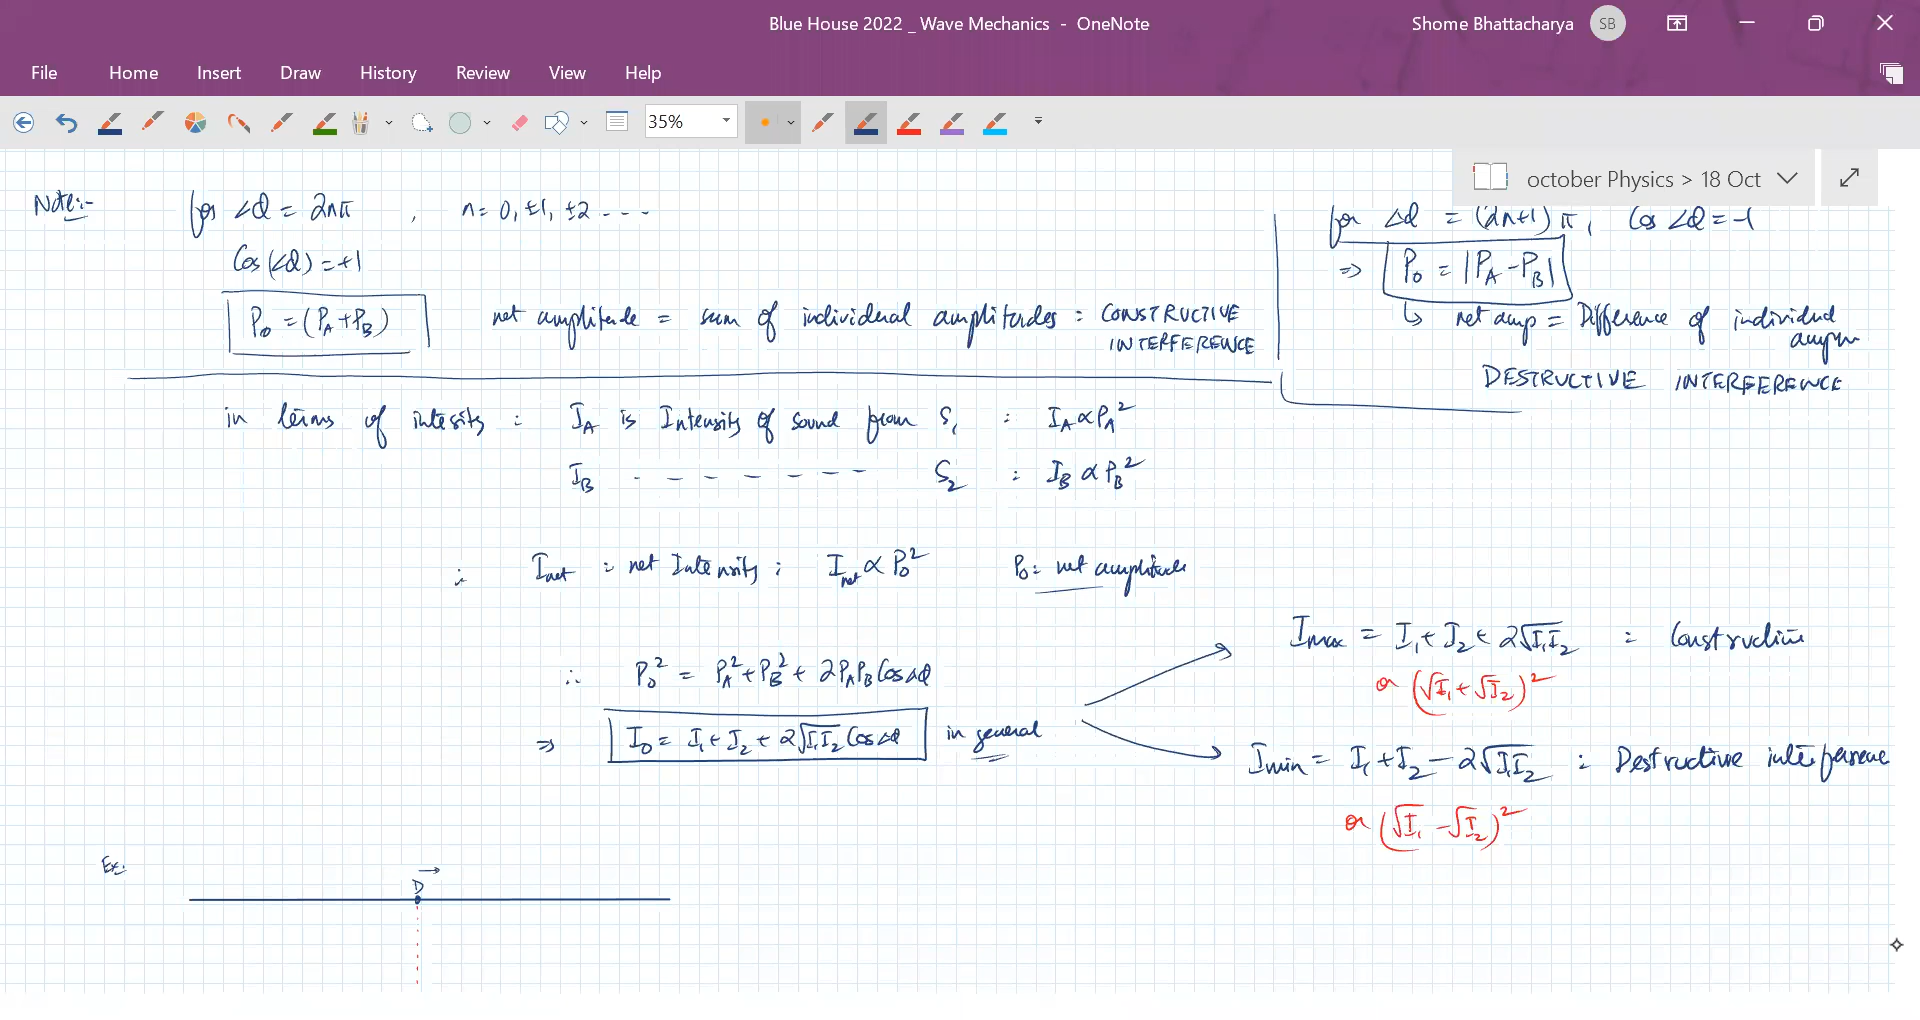 Blue House 2022 _ Wave Mechanics - OneNote
Shome Bhattacharya
SB
File Home Insert Draw History Review View Help
35%
october Physics > 18 Oct
Note:-
for ∠Q = 2nπ , n = 0, ±1, ±2 - - - -
Cos(∠Q) = +1
P₀ = (P_A + P_B)
net amplitude = sum of individual amplitudes = CONSTRUCTIVE
INTERFERENCE
for ∠Q = (2n+1) π, Cos ∠Q = -1
⇒ P₀ = |P_A - P_B|
↳ net amp = Difference of individual
DESTRUCTIVE INTERFERENCE
in terms of intesity : I_A is Intensity of sound from S₁ : I_A ∝ P_A²
I_B - - - - - - - S₂ : I_B ∝ P_B²
I_net = net Intensity : I_net ∝ P₀² P₀ = net amplitude
∴ P₀² = P_A² + P_B² + 2P_AP_B Cos∠Q
⇒ I₀ = I₁ + I₂ + 2√I₁I₂ Cos∠Q in general
I_max = I₁ + I₂ + 2√I₁I₂ : Constructive
or (√I₁ + √I₂)²
I_min = I₁ + I₂ - 2√I₁I₂ : Destructive interference
or (√I₁ - √I₂)²
Ex:
D